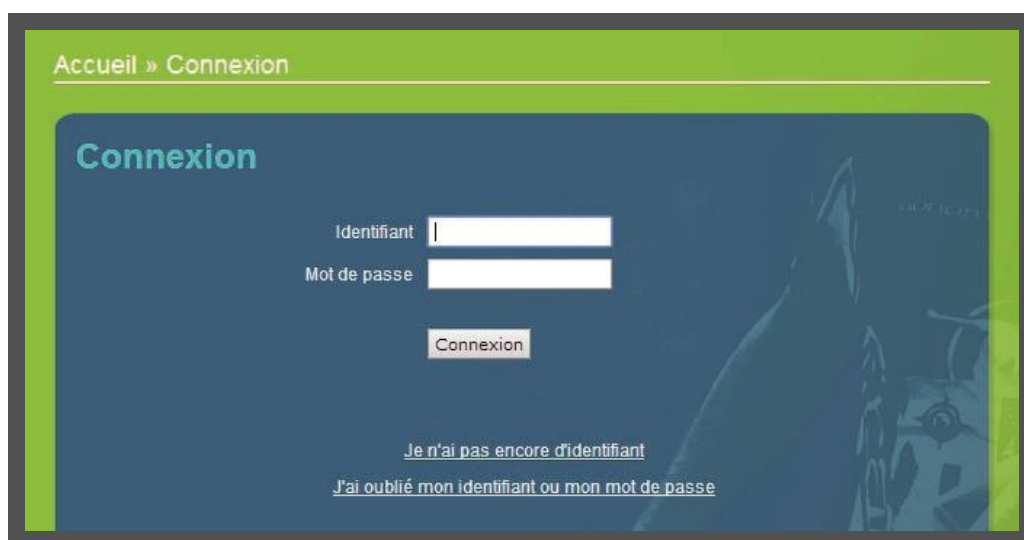 Accueil » Connexion
Connexion
Identifiant
Mot de passe
Connexion
Je n'ai pas encore d'identifiant
J'ai oublié mon identifiant ou mon mot de passe